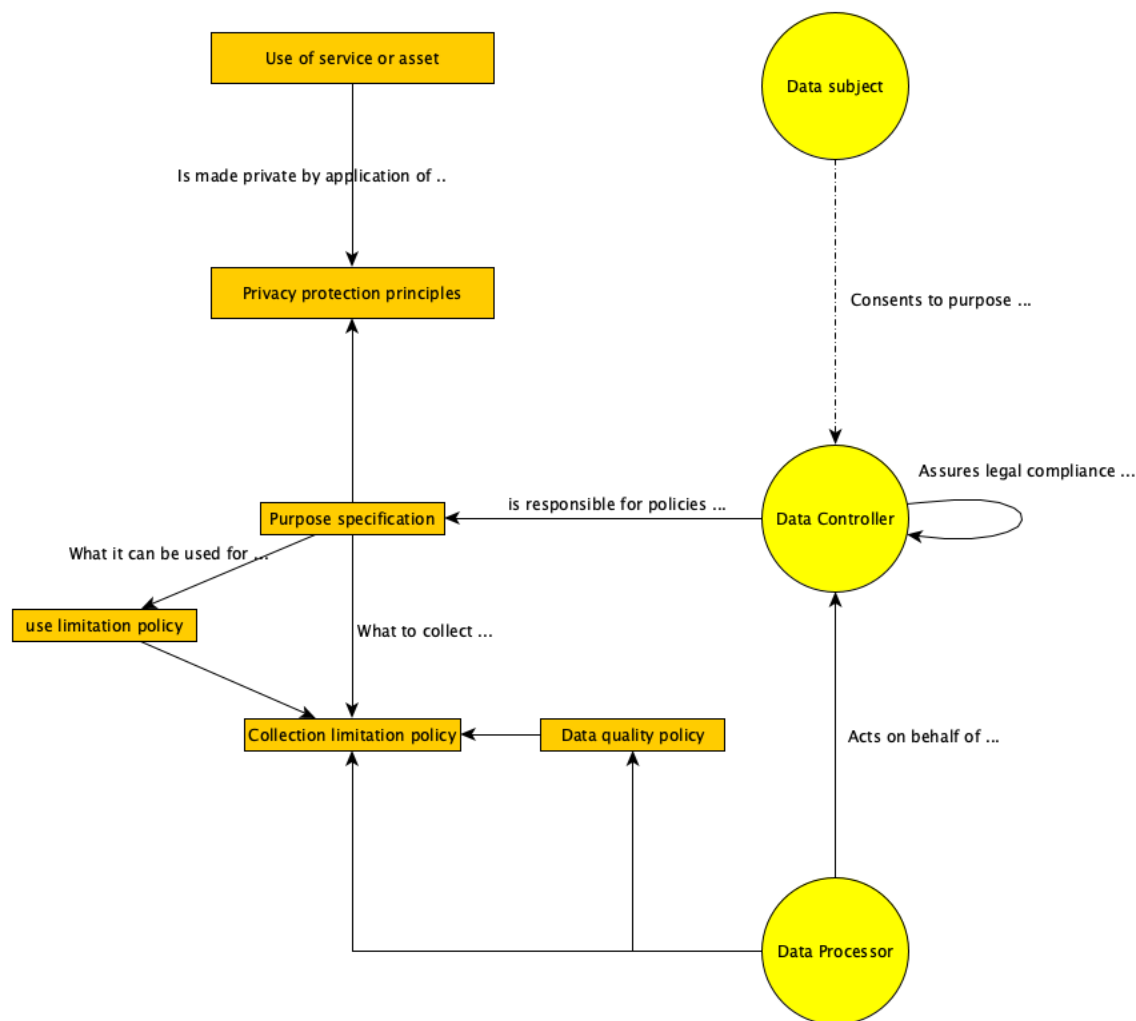 Use of service or asset
Data subject
Is made private by application of ..
Privacy protection principles
Consents to purpose ...
Assures legal compliance ...
is responsible for policies ...
Purpose specification
Data Controller
What it can be used for ...
use limitation policy
What to collect ...
Collection limitation policy
Data quality policy
Acts on behalf of ...
Data Processor